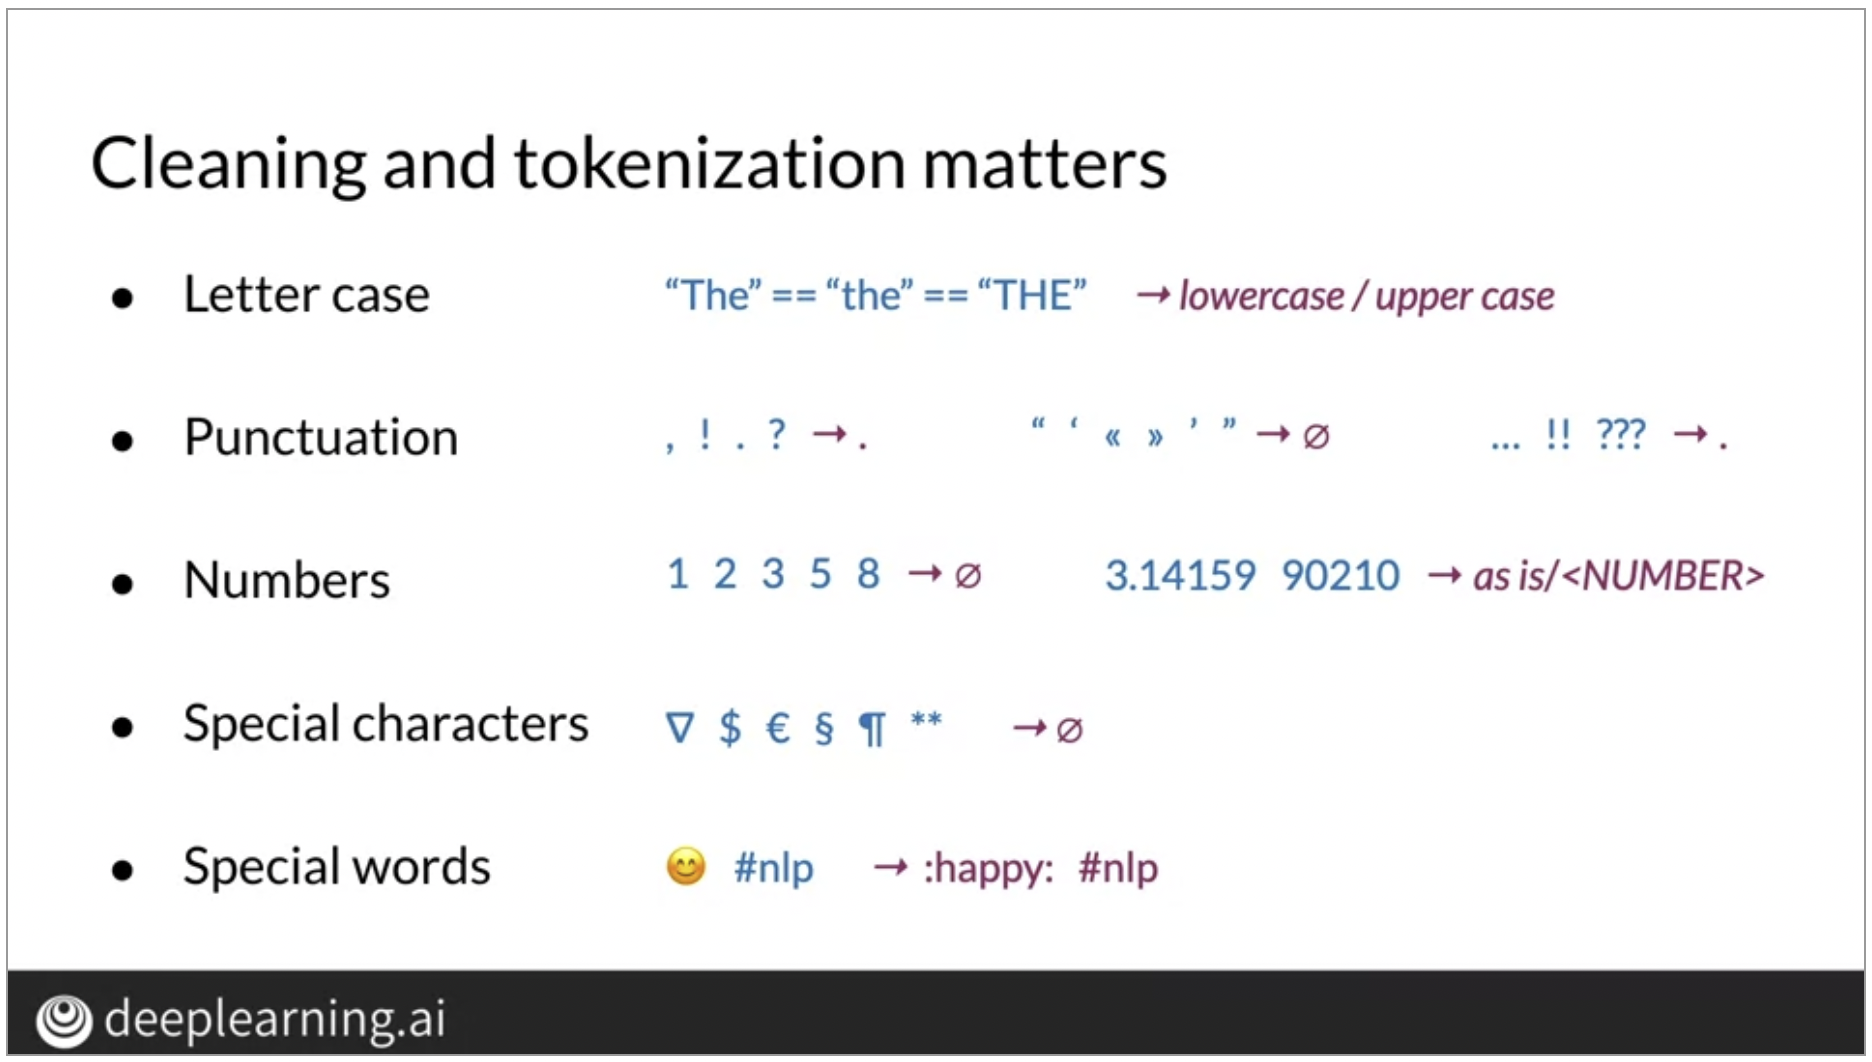 Cleaning and tokenization matters
● Letter case “The” == “the” == “THE” → lowercase / upper case
● Punctuation , ! . ? → . “ ‘ « » ’ ” → ∅ ... !! ??? → .
● Numbers 1 2 3 5 8 → ∅ 3.14159 90210 → as is/<NUMBER>
● Special characters ∇ $ € § ¶ ** → ∅
● Special words 😊 #nlp → :happy: #nlp
deeplearning.ai